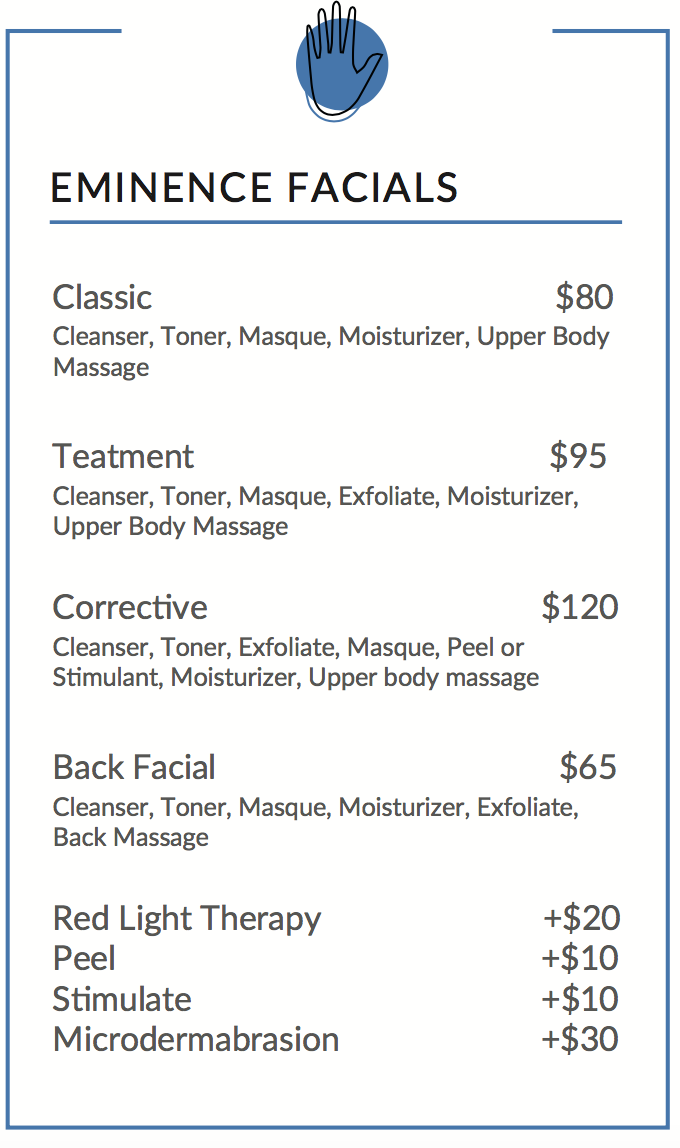 EMINENCE FACIALS
Classic $80
Cleanser, Toner, Masque, Moisturizer, Upper Body
Massage
Teatment $95
Cleanser, Toner, Masque, Exfoliate, Moisturizer,
Upper Body Massage
Corrective $120
Cleanser, Toner, Exfoliate, Masque, Peel or
Stimulant, Moisturizer, Upper body massage
Back Facial $65
Cleanser, Toner, Masque, Moisturizer, Exfoliate,
Back Massage
Red Light Therapy +$20
Peel +$10
Stimulate +$10
Microdermabrasion +$30